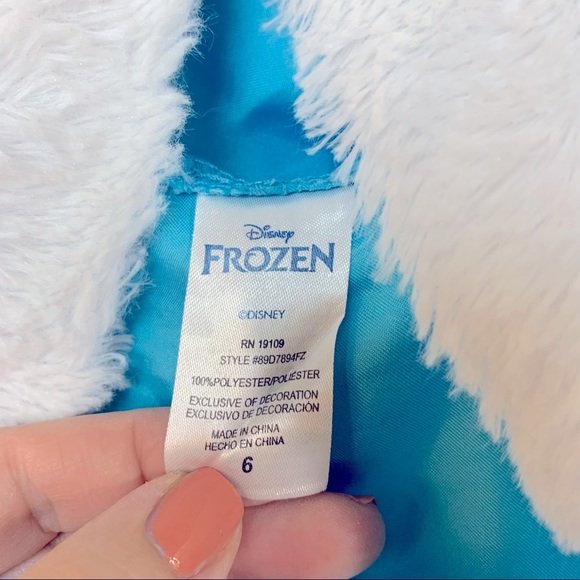 Disney
FROZEN
©DISNEY
RN 19109
STYLE #89D7894FZ
100%POLYESTER/POLIÉSTER
EXCLUSIVE OF DECORATION
EXCLUSIVO DE DECORACIÓN
MADE IN CHINA
HECHO EN CHINA
6